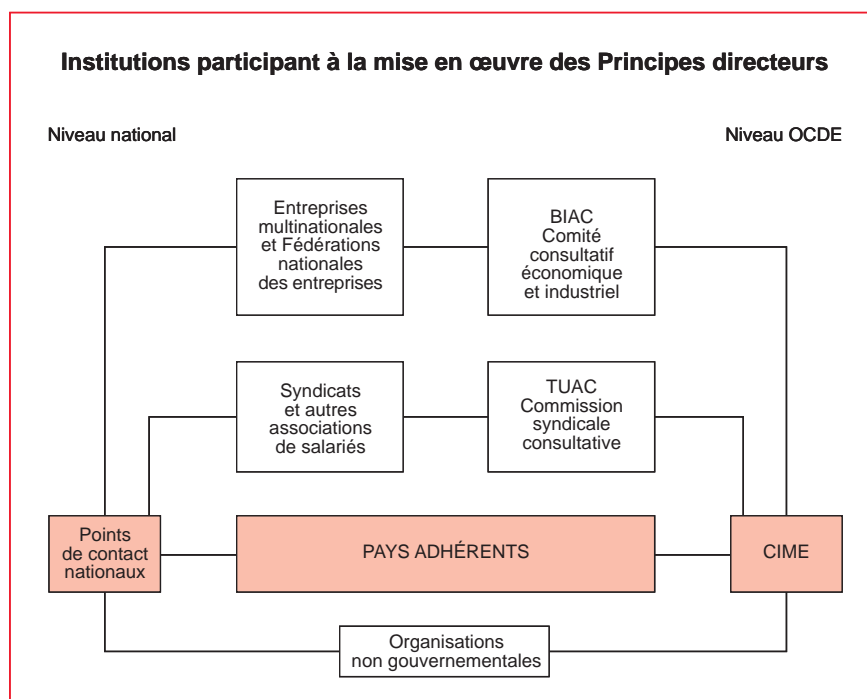 Institutions participant à la mise en œuvre des Principes directeurs
Niveau national
Niveau OCDE
Entreprises
multinationales
et Fédérations
nationales
des entreprises
BIAC
Comité
consultatif
économique
et industriel
Syndicats
et autres
associations
de salariés
TUAC
Commission
syndicale
consultative
Points
de contact
nationaux
PAYS ADHÉRENTS
CIME
Organisations
non gouvernementales